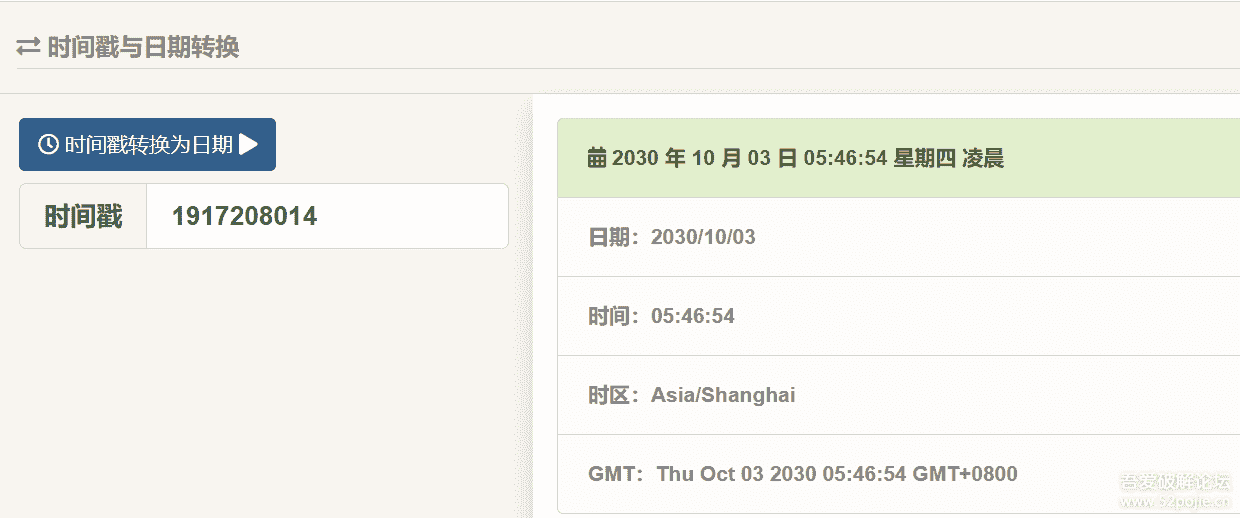 时间戳与日期转换
时间戳转换为日期
时间戳 1917208014
2030 年 10 月 03 日 05:46:54 星期四 凌晨
日期：2030/10/03
时间：05:46:54
时区：Asia/Shanghai
GMT：Thu Oct 03 2030 05:46:54 GMT+0800
吾爱破解论坛
www.52pojie.cn